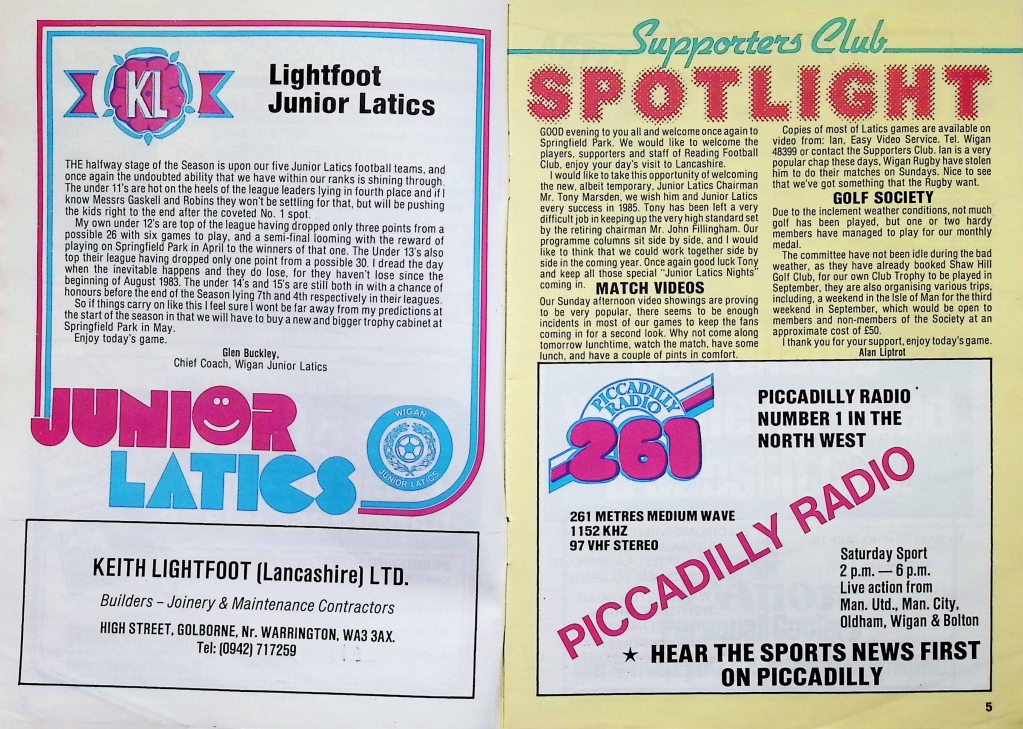 KL
Lightfoot
Junior Latics
THE halfway stage of the Season is upon our five Junior Latics football teams, and
once again the undoubted ability that we have within our ranks is shining through.
The under 11's are hot on the heels of the league leaders lying in fourth place and if I
know Messrs Gaskell and Robins they won't be settling for that, but will be pushing
the kids right to the end after the coveted No. 1 spot.
My own under 12's are top of the league having dropped only three points from a
possible 26 with six games to play, and a semi-final looming with the reward of
playing on Springfield Park in April to the winners of that one. The Under 13's also
top their league having dropped only one point from a possible 30. I dread the day
when the inevitable happens and they do lose, for they haven't lost since the
beginning of August 1983. The under 14's and 15's are still both in with a chance of
honours before the end of the Season lying 7th and 4th respectively in their leagues.
So if things carry on like this I feel sure I wont be far away from my predictions at
the start of the season in that we will have to buy a new and bigger trophy cabinet at
Springfield Park in May.
Enjoy today's game.
Glen Buckley,
Chief Coach, Wigan Junior Latics
JUNIOR
LATICS
WIGAN
JUNIOR LATICS
KEITH LIGHTFOOT (Lancashire) LTD.
Builders – Joinery & Maintenance Contractors
HIGH STREET, GOLBORNE, Nr. WARRINGTON, WA3 3AX.
Tel: (0942) 717259
Supporters Club
SPOTLIGHT
GOOD evening to you all and welcome once again to
Springfield Park. We would like to welcome the
players, supporters and staff of Reading Football
Club, enjoy your day's visit to Lancashire.
I would like to take this opportunity of welcoming
the new, albeit temporary, Junior Latics Chairman
Mr. Tony Marsden, we wish him and Junior Latics
every success in 1985. Tony has been left a very
difficult job in keeping up the very high standard set
by the retiring chairman Mr. John Fillingham. Our
programme columns sit side by side, and I would
like to think that we could work together side by
side in the coming year. Once again good luck Tony
and keep all those special "Junior Latics Nights"
coming in.
MATCH VIDEOS
Our Sunday afternoon video showings are proving
to be very popular, there seems to be enough
incidents in most of our games to keep the fans
coming in for a second look. Why not come along
tomorrow lunchtime, watch the match, have some
lunch, and have a couple of pints in comfort.
Copies of most of Latics games are available on
video from: Ian, Easy Video Service. Tel. Wigan
48399 or contact the Supporters Club. Ian is a very
popular chap these days, Wigan Rugby have stolen
him to do their matches on Sundays. Nice to see
that we've got something that the Rugby want.
GOLF SOCIETY
Due to the inclement weather conditions, not much
golf has been played, but one or two hardy
members have managed to play for our monthly
medal.
The committee have not been idle during the bad
weather, as they have already booked Shaw Hill
Golf Club, for our own Club Trophy to be played in
September, they are also organising various trips,
including, a weekend in the Isle of Man for the third
weekend in September, which would be open to
members and non-members of the Society at an
approximate cost of £50.
I thank you for your support, enjoy today's game.
Alan Liptrot
PICCADILLY
RADIO
261
PICCADILLY RADIO
NUMBER 1 IN THE
NORTH WEST
PICCADILLY RADIO
261 METRES MEDIUM WAVE
1152 KHZ
97 VHF STEREO
Saturday Sport
2 p.m. — 6 p.m.
Live action from
Man. Utd., Man. City,
Oldham, Wigan & Bolton
★ HEAR THE SPORTS NEWS FIRST
ON PICCADILLY
5